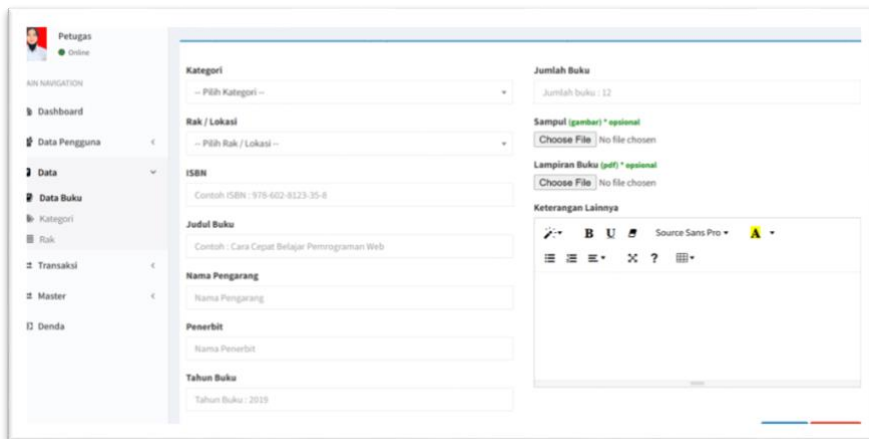 Petugas
Online
AIN NAVIGATION
Dashboard
Data Pengguna
Data
Data Buku
Kategori
Rak
Transaksi
Master
Denda
Kategori
-- Pilih Kategori --
Rak / Lokasi
-- Pilih Rak / Lokasi --
ISBN
Contoh ISBN : 978-602-8123-35-8
Judul Buku
Contoh : Cara Cepat Belajar Pemrograman Web
Nama Pengarang
Nama Pengarang
Penerbit
Nama Penerbit
Tahun Buku
Tahun Buku : 2019
Jumlah Buku
Jumlah buku : 12
Sampul (gambar) * opsional
Choose File No file chosen
Lampiran Buku (pdf) * opsional
Choose File No file chosen
Keterangan Lainnya
B U Source Sans Pro A
?